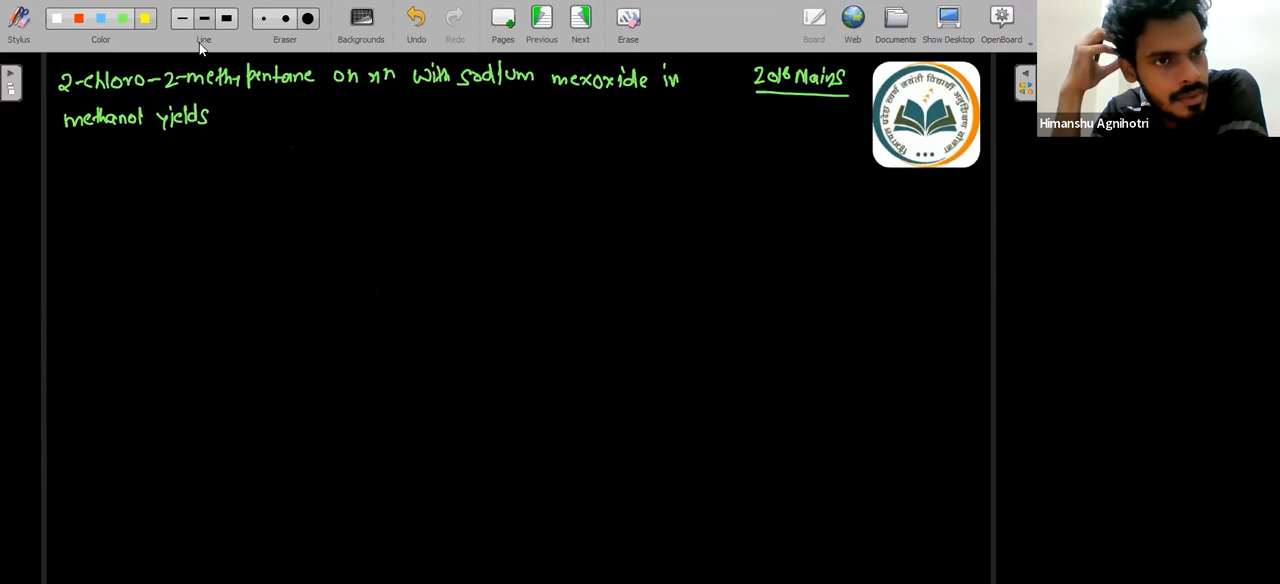 Stylus
Color
Line
Eraser
Backgrounds
Undo
Redo
Pages
Previous
Next
Erase
Board
Web
Documents
Show Desktop
OpenBoard
2-chloro-2-methylpentane on rxn with sodium mexoxide in
methanol yields
2016 Mains
Himanshu Agnihotri